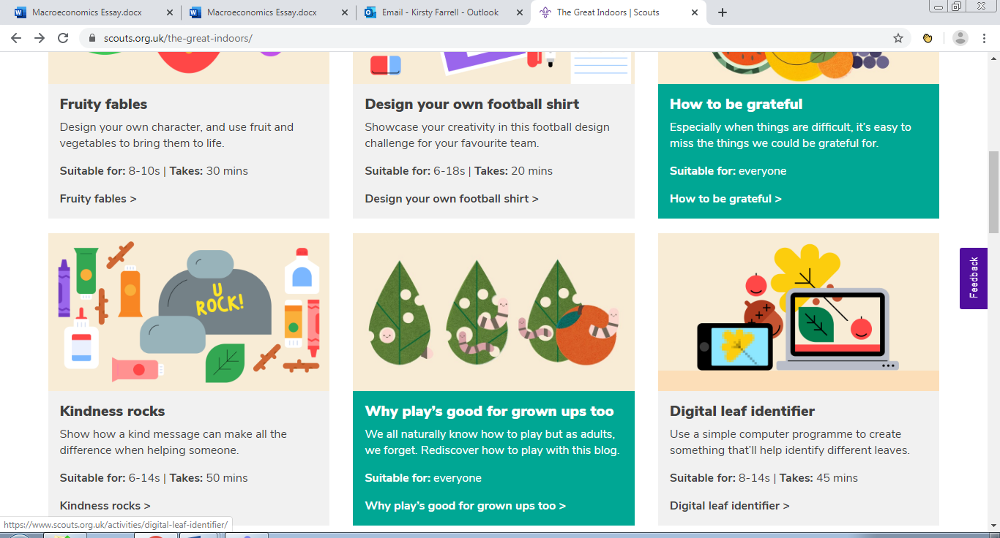 Macroeconomics Essay.docx
Macroeconomics Essay.docx
Email - Kirsty Farrell - Outlook
The Great Indoors | Scouts
scouts.org.uk/the-great-indoors/
Fruity fables
Design your own character, and use fruit and
vegetables to bring them to life.
Suitable for: 8-10s | Takes: 30 mins
Fruity fables >
Design your own football shirt
Showcase your creativity in this football design
challenge for your favourite team.
Suitable for: 6-18s | Takes: 20 mins
Design your own football shirt >
How to be grateful
Especially when things are difficult, it’s easy to
miss the things we could be grateful for.
Suitable for: everyone
How to be grateful >
U
ROCK!
Kindness rocks
Show how a kind message can make all the
difference when helping someone.
Suitable for: 6-14s | Takes: 50 mins
Kindness rocks >
Why play’s good for grown ups too
We all naturally know how to play but as adults,
we forget. Rediscover how to play with this blog.
Suitable for: everyone
Why play’s good for grown ups too >
Digital leaf identifier
Use a simple computer programme to create
something that’ll help identify different leaves.
Suitable for: 8-14s | Takes: 45 mins
Digital leaf identifier >
Feedback
https://www.scouts.org.uk/activities/digital-leaf-identifier/